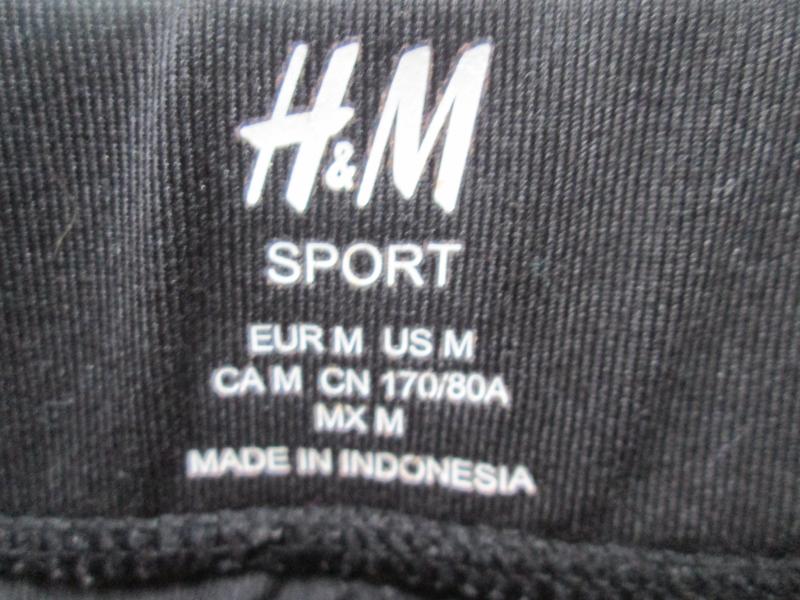 H&M
SPORT
EUR M US M
CA M CN 170/80A
MX M
MADE IN INDONESIA